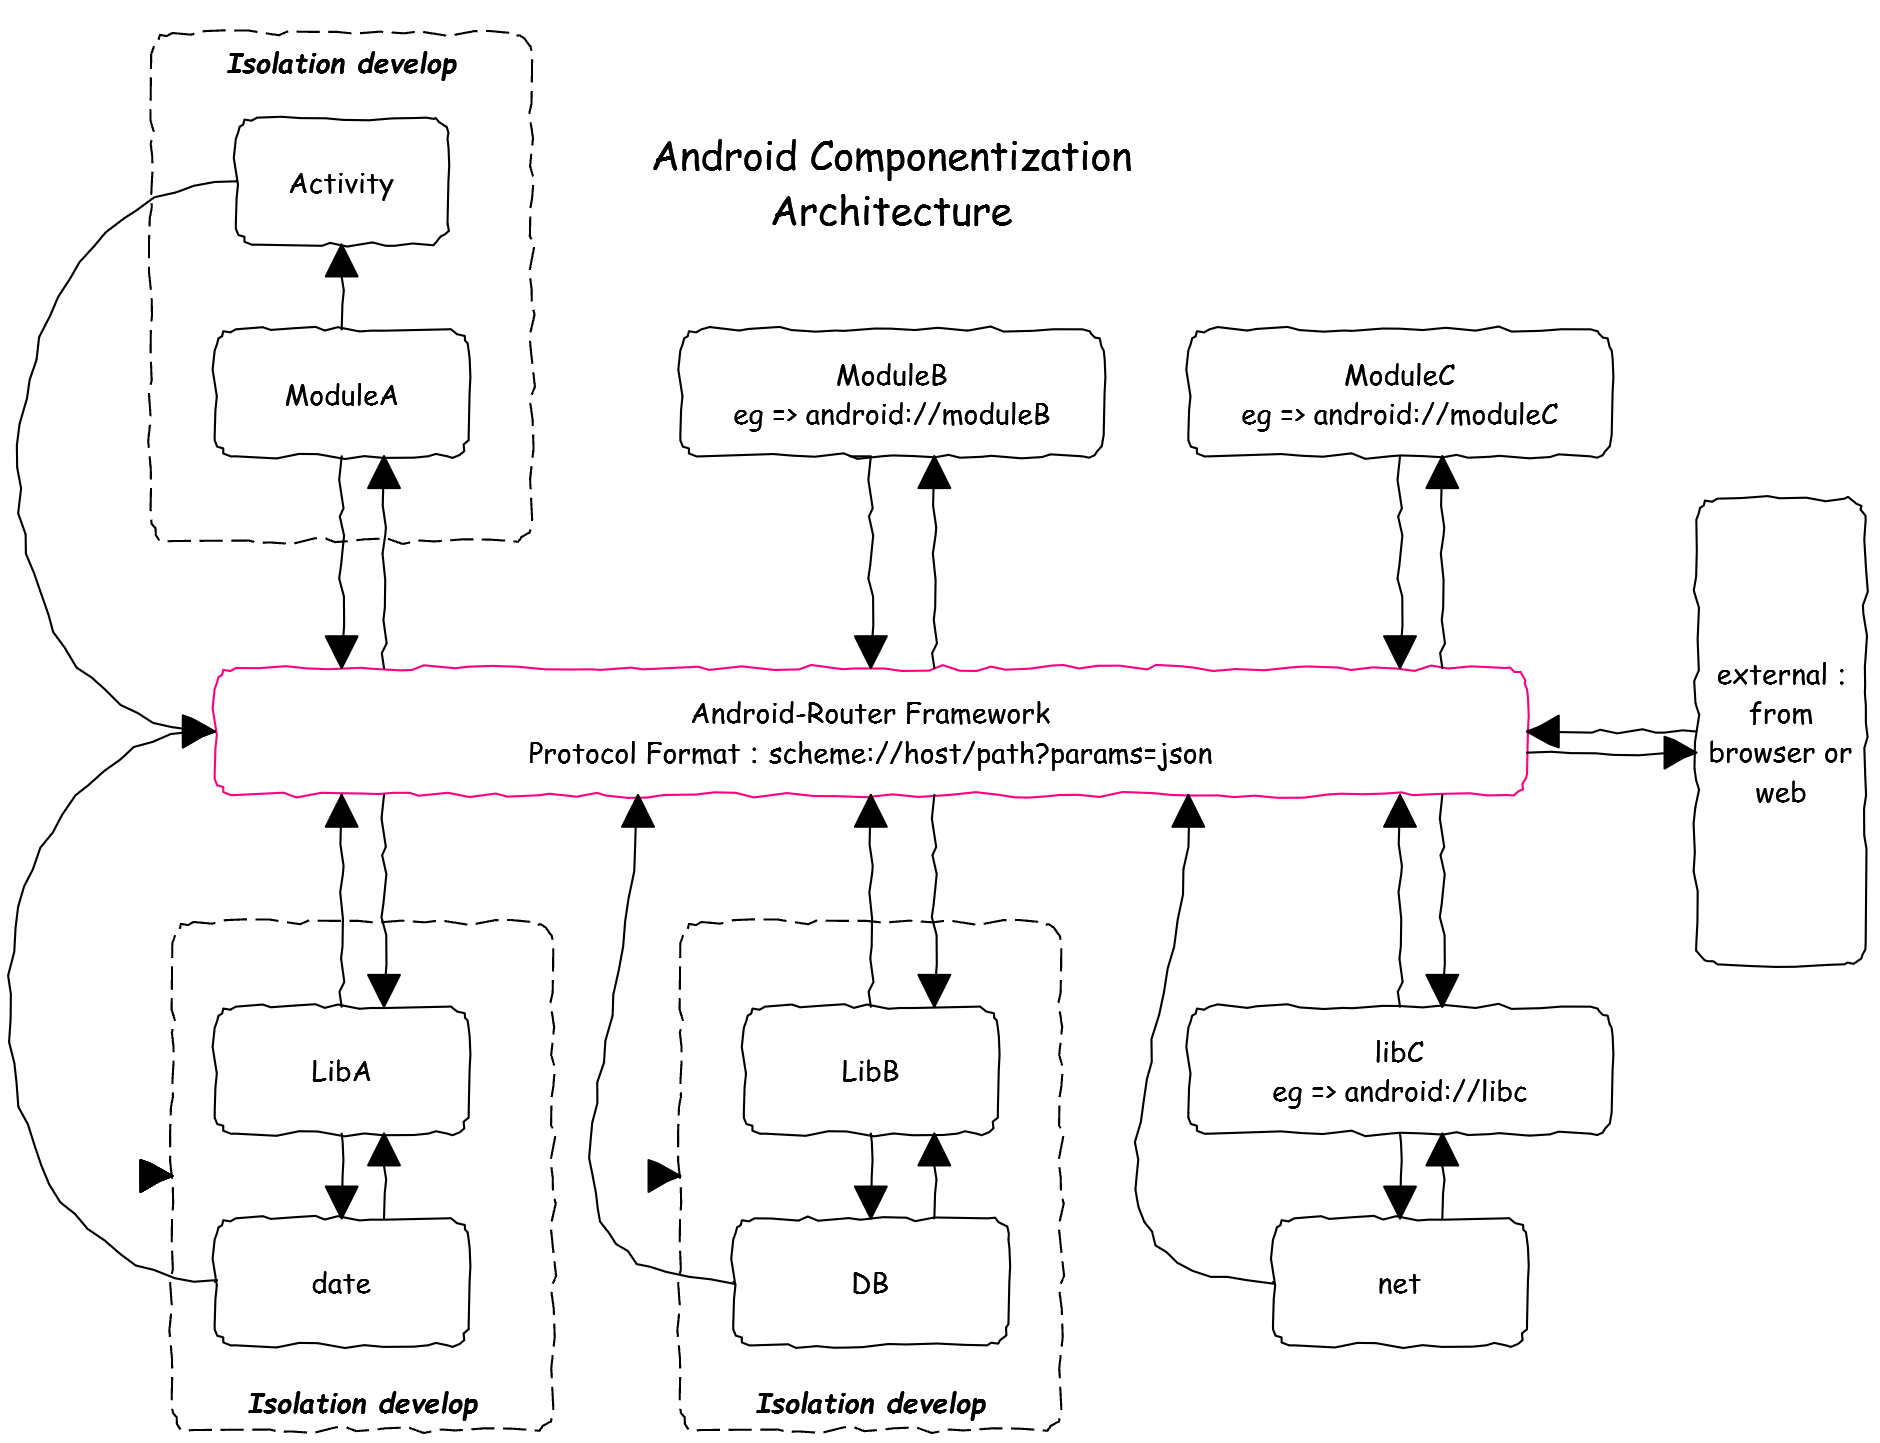 Isolation develop
Activity
Android Componentization
Architecture
ModuleA
ModuleB
eg => android://moduleB
ModuleC
eg => android://moduleC
external :
from
browser or
web
Android-Router Framework
Protocol Format : scheme://host/path?params=json
LibA
LibB
libC
eg => android://libc
date
DB
net
Isolation develop
Isolation develop